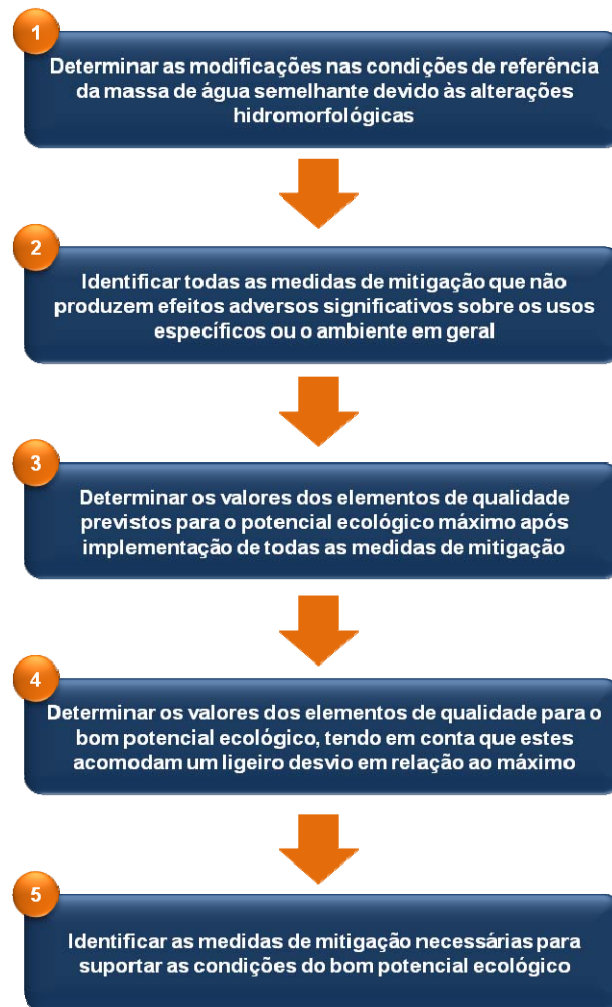 1
Determinar as modificações nas condições de referência
da massa de água semelhante devido às alterações
hidromorfológicas
2
Identificar todas as medidas de mitigação que não
produzem efeitos adversos significativos sobre os usos
específicos ou o ambiente em geral
3
Determinar os valores dos elementos de qualidade
previstos para o potencial ecológico máximo após
implementação de todas as medidas de mitigação
4
Determinar os valores dos elementos de qualidade para o
bom potencial ecológico, tendo em conta que estes
acomodam um ligeiro desvio em relação ao máximo
5
Identificar as medidas de mitigação necessárias para
suportar as condições do bom potencial ecológico